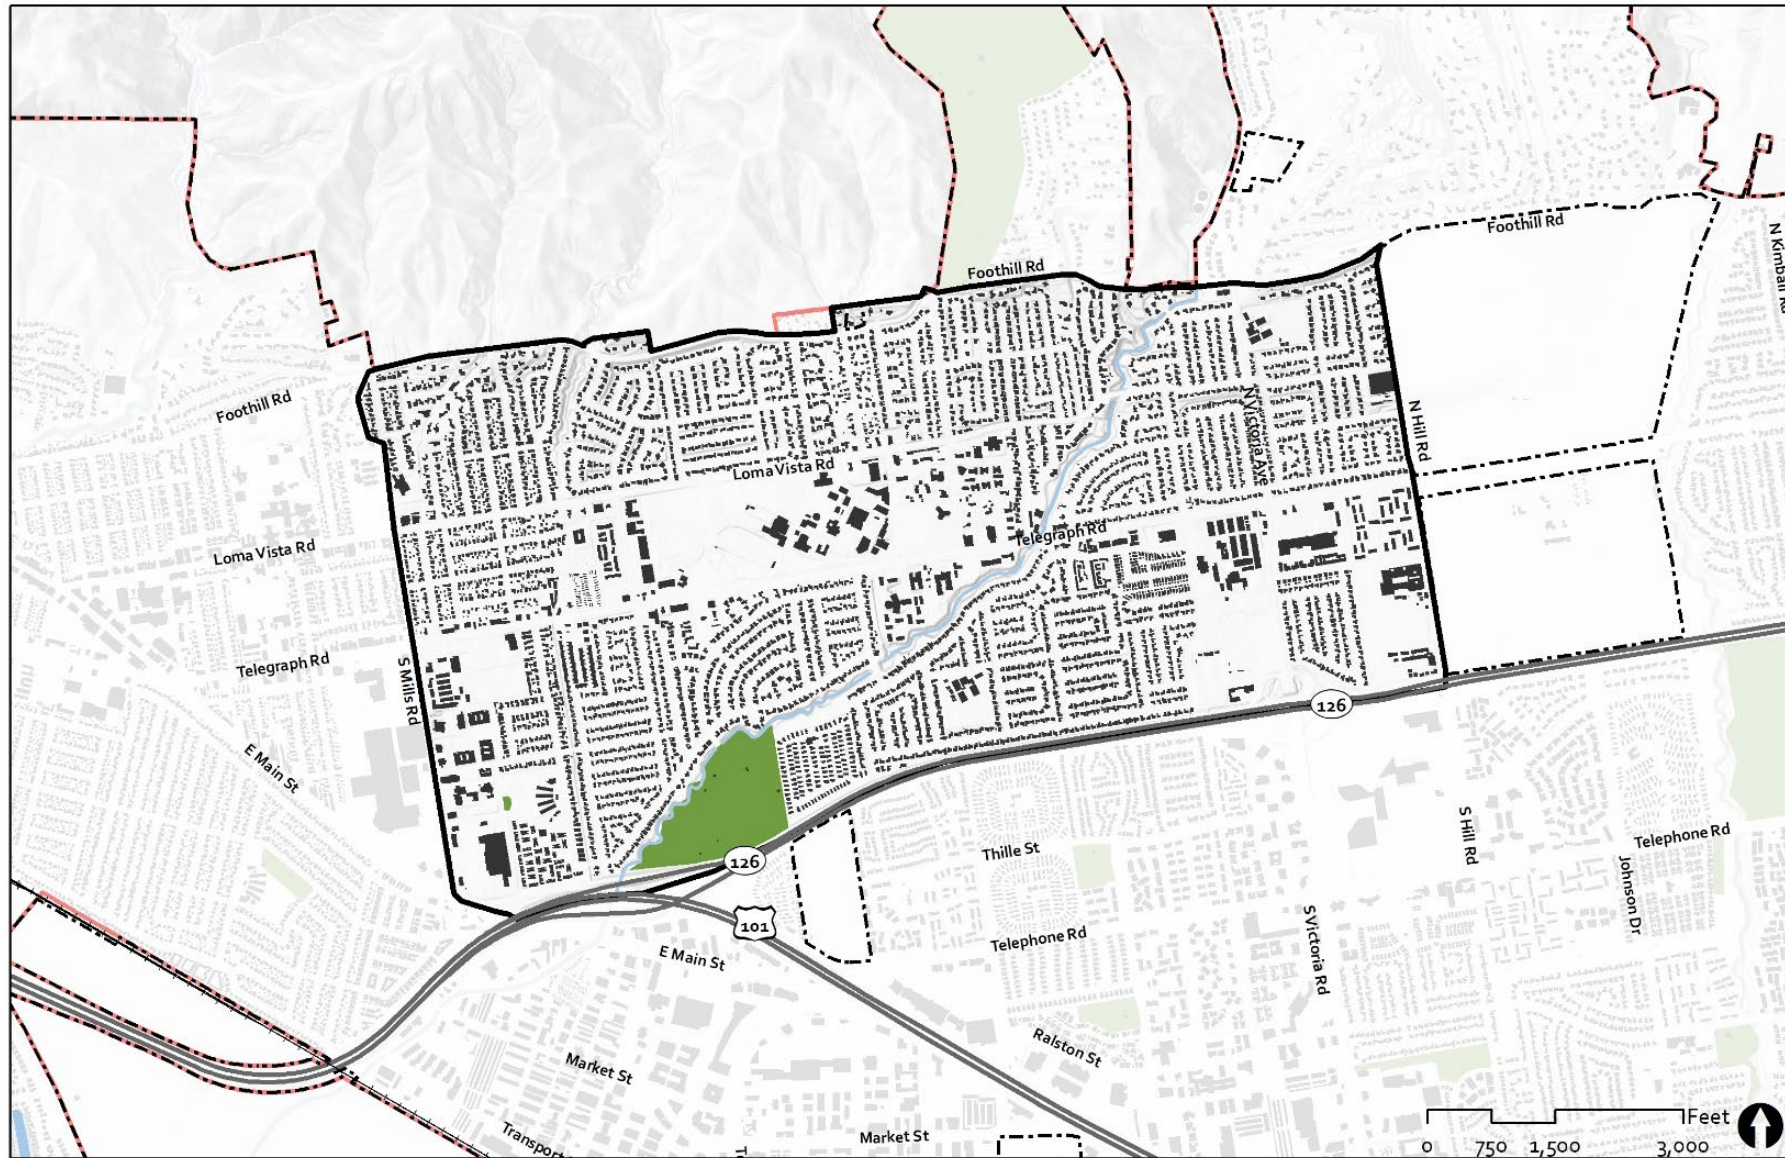 Foothill Rd
N Kimball Rd
Foothill Rd
Foothill Rd
N Victoria Ave
N Hill Rd
Loma Vista Rd
Telegraph Rd
Loma Vista Rd
Telegraph Rd
S Mills Rd
126
E Main St
126
Thille St
S Hill Rd
Telephone Rd
Johnson Dr
101
E Main St
Telephone Rd
S Victoria Rd
Ralston St
Market St
Market St
Feet
0 750 1,500 3,000